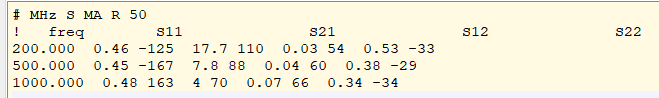 # MHz S MA R 50
! freq S11 S21 S12 S22
200.000 0.46 -125 17.7 110 0.03 54 0.53 -33
500.000 0.45 -167 7.8 88 0.04 60 0.38 -29
1000.000 0.48 163 4 70 0.07 66 0.34 -34